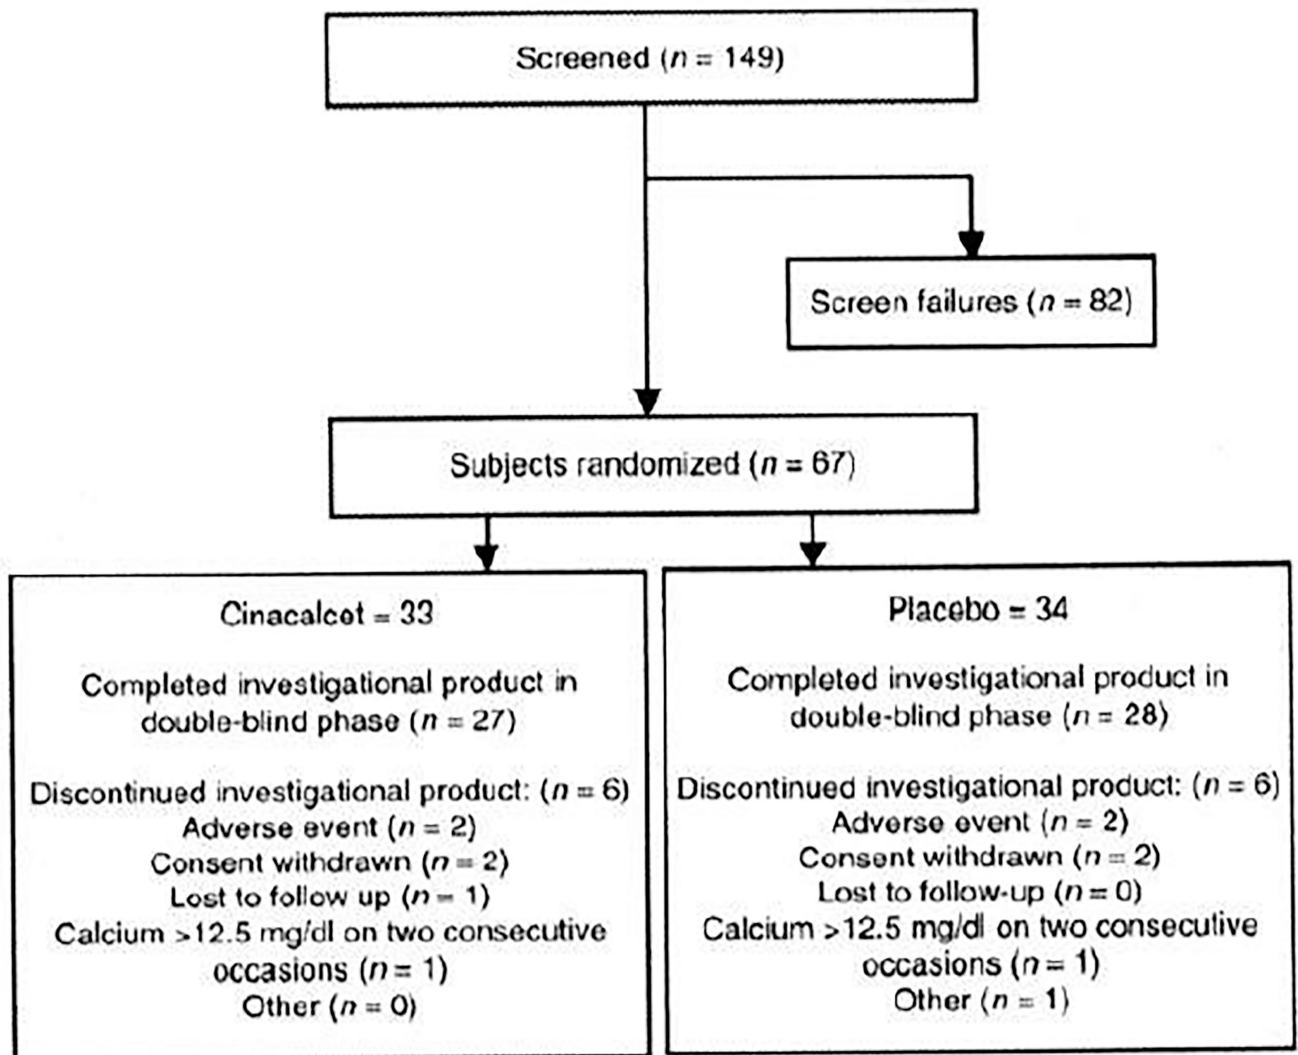 Screened (n = 149)
Screen failures (n = 82)
Subjects randomized (n = 67)
Cinacalcet = 33
Completed investigational product in
double-blind phase (n = 27)
Discontinued investigational product: (n = 6)
Adverse event (n = 2)
Consent withdrawn (n = 2)
Lost to follow up (n = 1)
Calcium >12.5 mg/dl on two consecutive
occasions (n = 1)
Other (n = 0)
Placebo = 34
Completed investigational product in
double-blind phase (n = 28)
Discontinued investigational product: (n = 6)
Adverse event (n = 2)
Consent withdrawn (n = 2)
Lost to follow-up (n = 0)
Calcium >12.5 mg/dl on two consecutive
occasions (n = 1)
Other (n = 1)